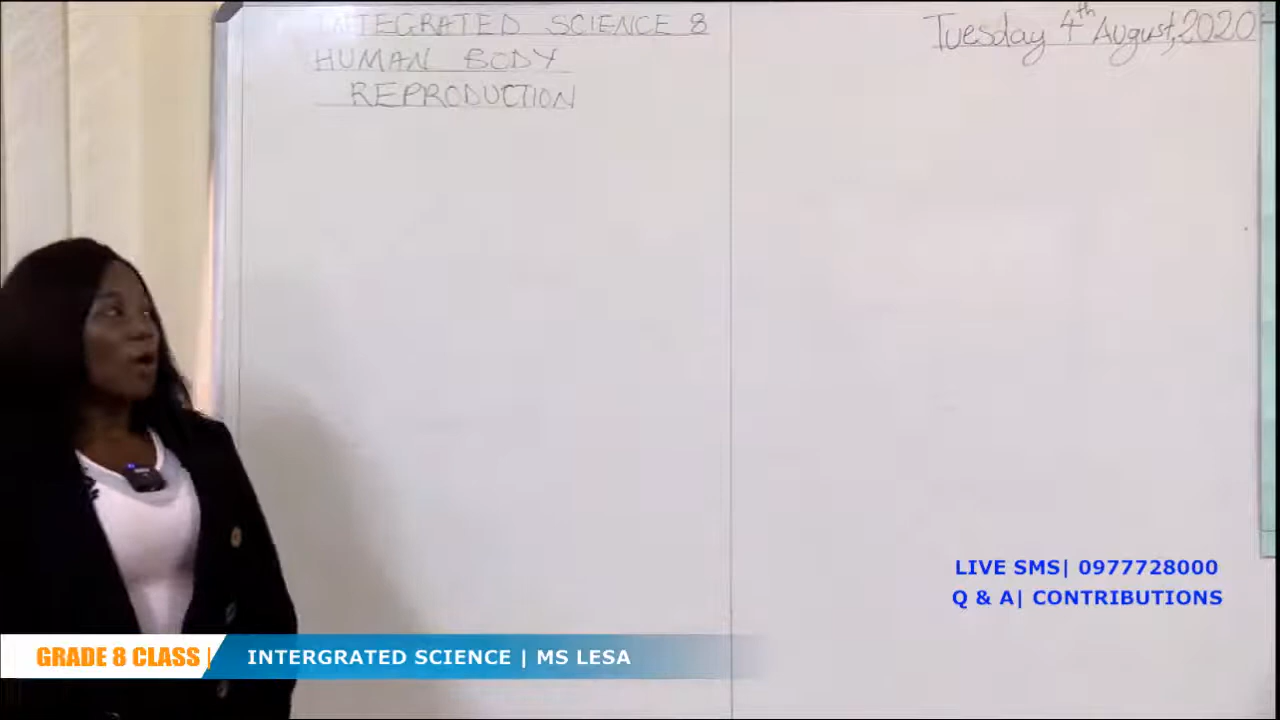 INTEGRATED SCIENCE 8
Tuesday 4th August, 2020
HUMAN BODY
REPRODUCTION
LIVE SMS| 0977728000
Q & A| CONTRIBUTIONS
GRADE 8 CLASS |
INTERGRATED SCIENCE | MS LESA